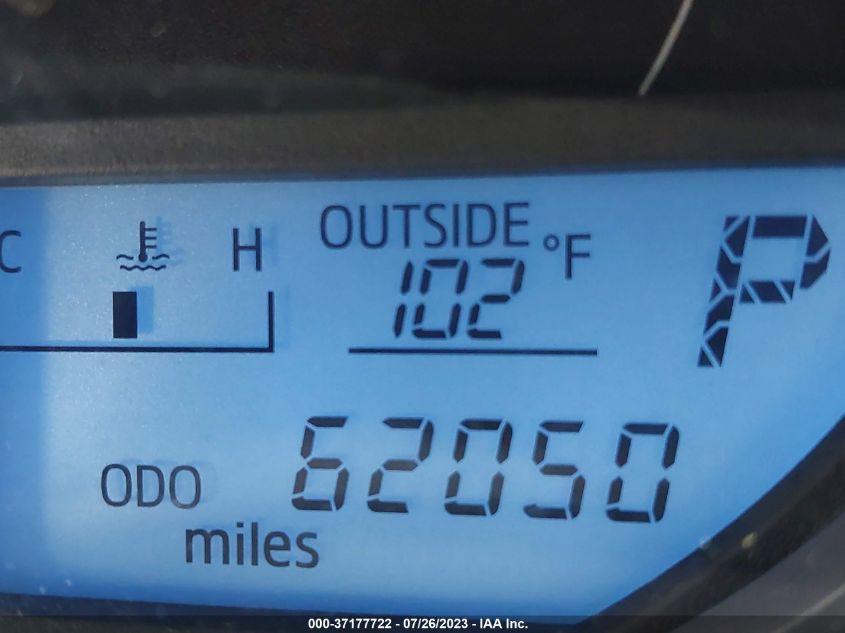 OUTSIDE
C H 102 °F P
ODO 62050
miles
000-37177722 - 07/26/2023 - IAA Inc.